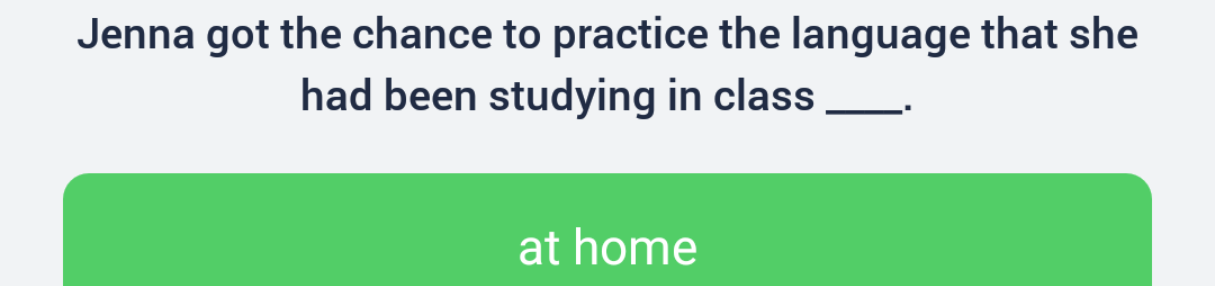 Jenna got the chance to practice the language that she
had been studying in class ____.
at home